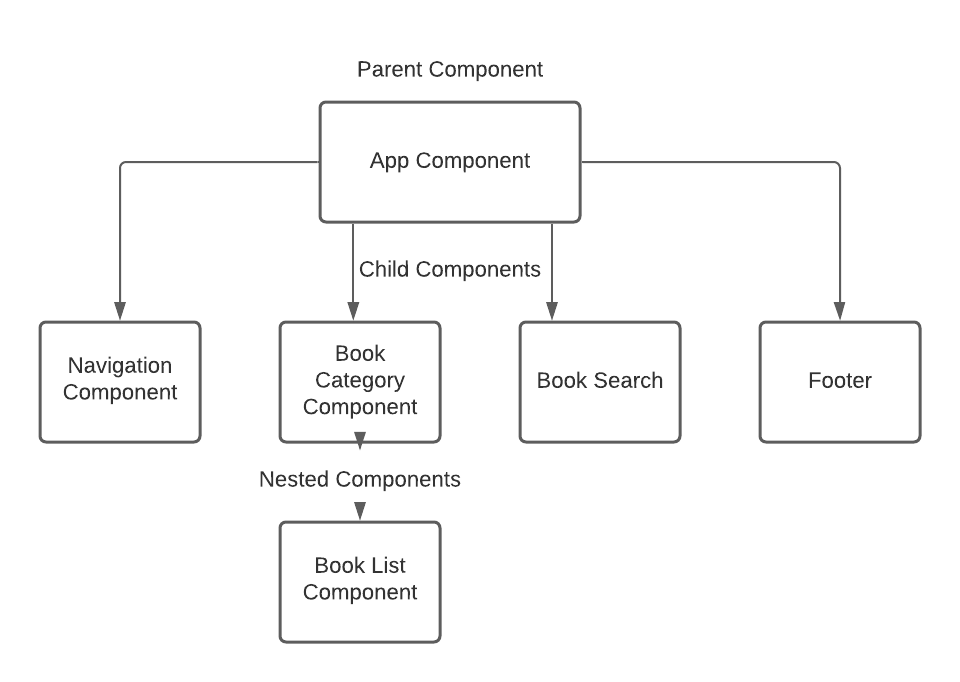 Parent Component
App Component
Child Components
Navigation
Component
Book
Category
Component
Book Search
Footer
Nested Components
Book List
Component